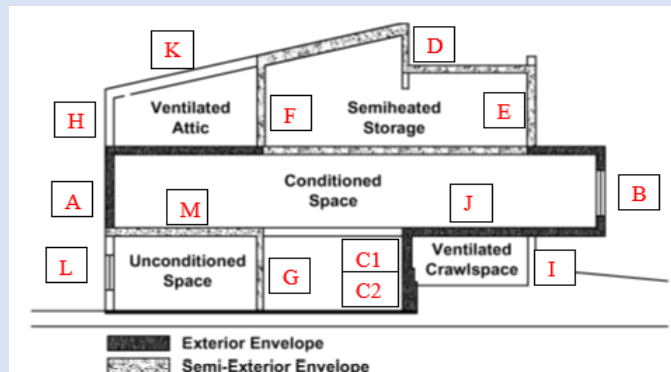 K
D
H
Ventilated
Attic
F
Semiheated
Storage
E
A
Conditioned
Space
B
M
J
L
Unconditioned
Space
G
C1
C2
Ventilated
Crawlspace
I
Exterior Envelope
Semi-Exterior Envelope